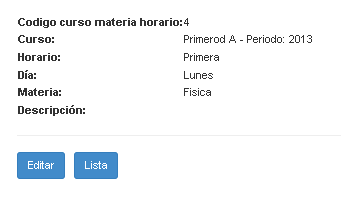 Codigo curso materia horario:4
Curso: Primerod A - Periodo: 2013
Horario: Primera
Día: Lunes
Materia: Fisica
Descripción:
Editar Lista